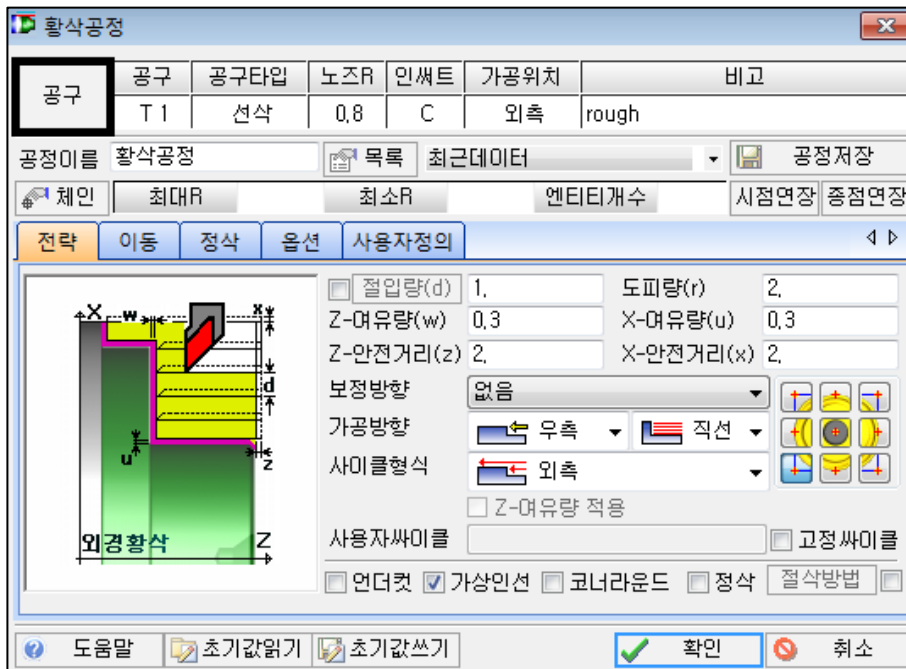 황삭공정
공구 공구 공구타입 노즈R 인써트 가공위치 비고
T 1 선삭 0.8 C 외측 rough
공정이름 황삭공정 목록 최근데이터 공정저장
체인 최대R 최소R 엔티티개수 시점연장 종점연장
전략 이동 정삭 옵션 사용자정의
절입량(d) 1. 도피량(r) 2.
Z-여유량(w) 0.3 X-여유량(u) 0.3
Z-안전거리(z) 2. X-안전거리(x) 2.
보정방향 없음
가공방향 우측 직선
사이클형식 외측
Z-여유량 적용
사용자싸이클 고정싸이클
언더컷 가상인선 코너라운드 정삭 절삭방법
X w x
d
u z
외경황삭 Z
도움말 초기값읽기 초기값쓰기 확인 취소